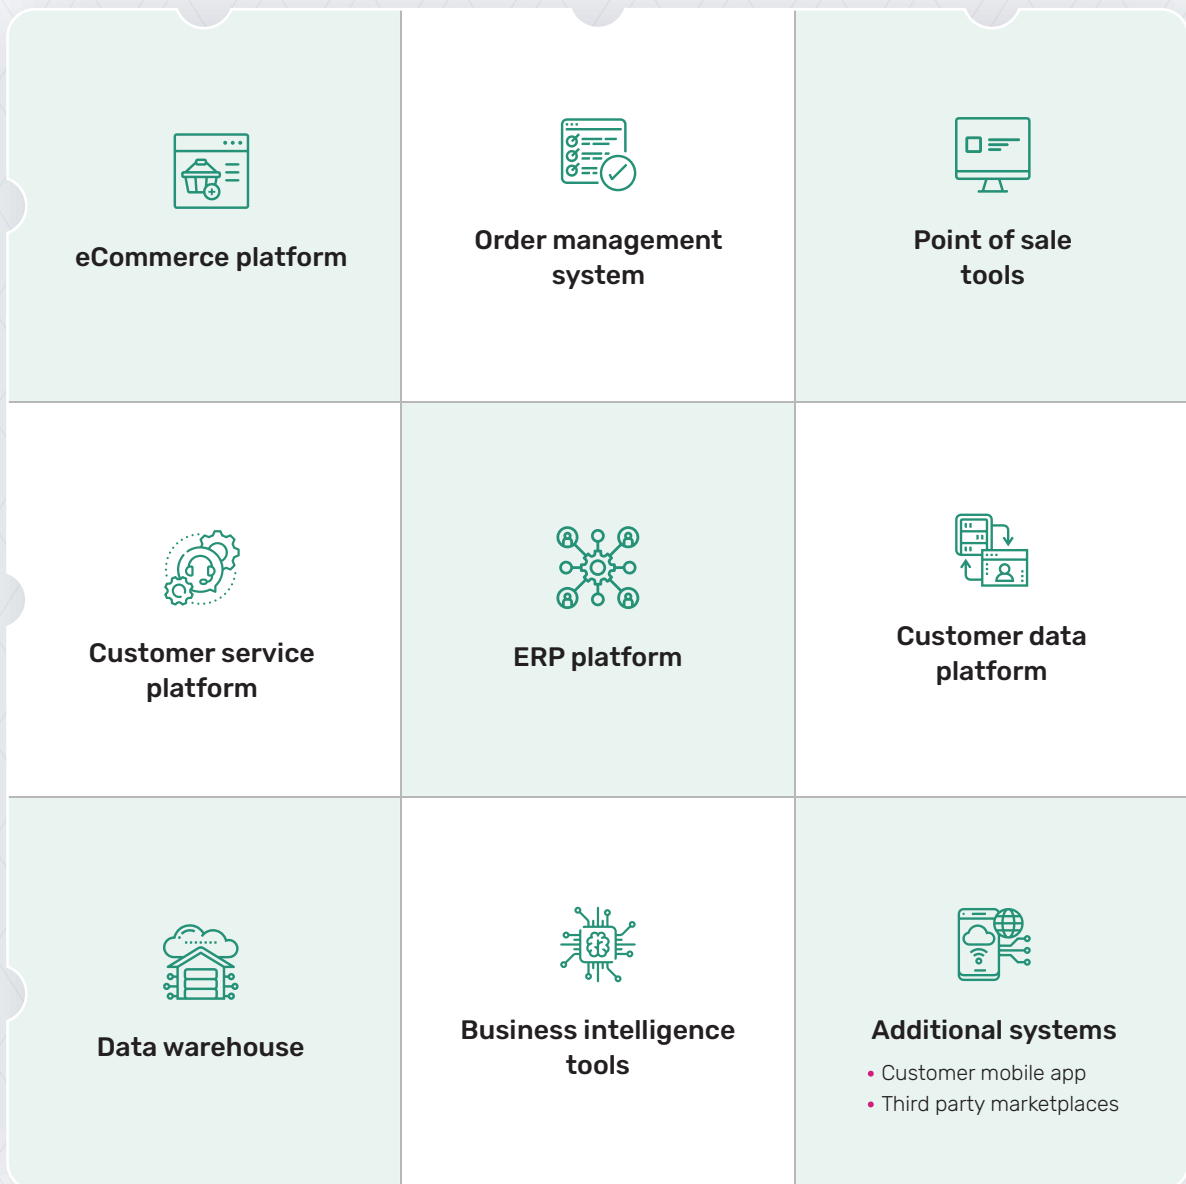 eCommerce platform
Order management
system
Point of sale
tools
Customer service
platform
ERP platform
Customer data
platform
Data warehouse
Business intelligence
tools
Additional systems
• Customer mobile app
• Third party marketplaces